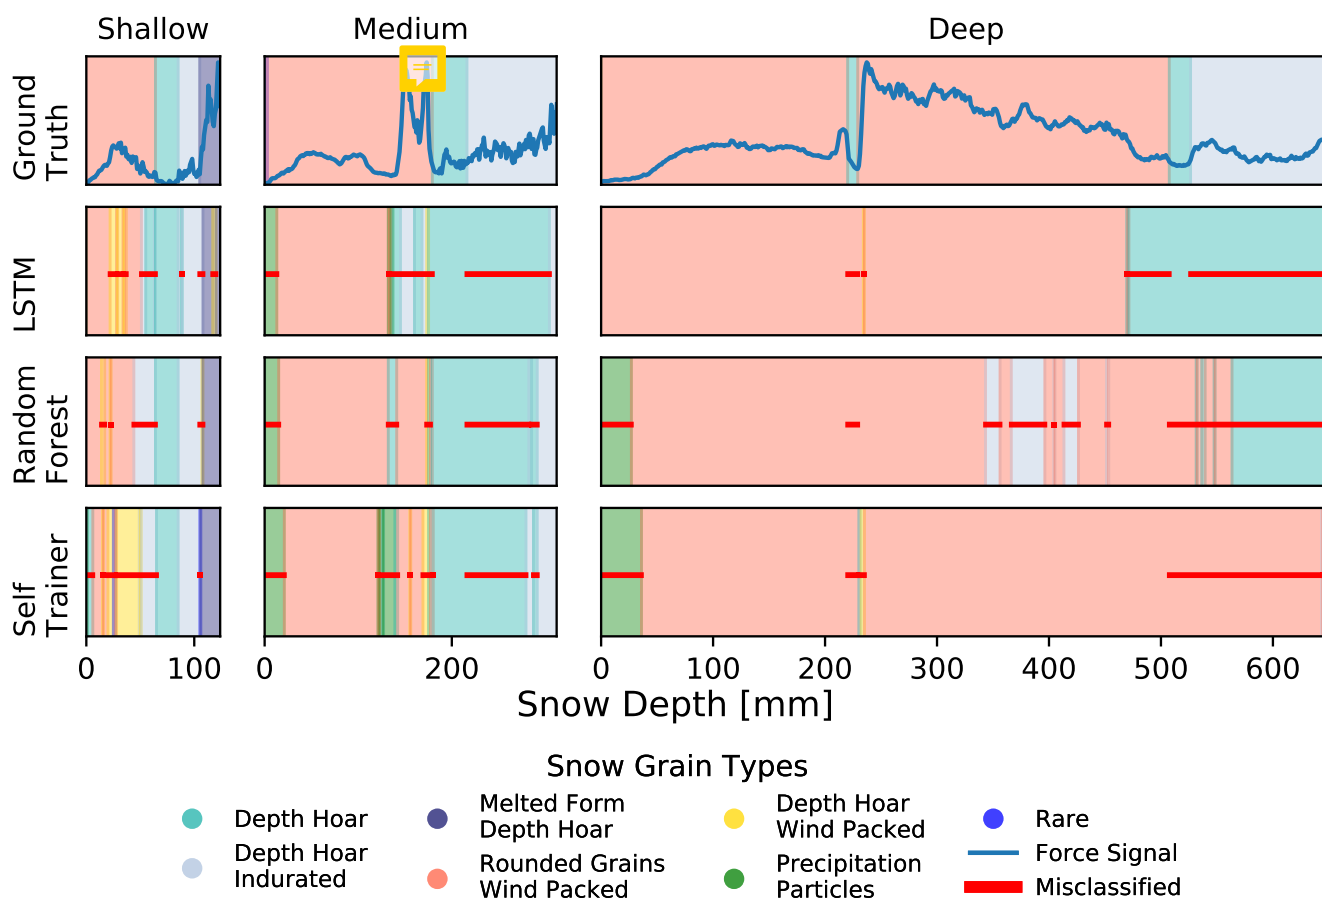 Shallow Medium Deep
Ground
Truth
LSTM
Random
Forest
Self
Trainer
0 100 0 200 0 100 200 300 400 500 600
Snow Depth [mm]
Snow Grain Types
Depth Hoar
Depth Hoar
Indurated
Melted Form
Depth Hoar
Rounded Grains
Wind Packed
Depth Hoar
Wind Packed
Precipitation
Particles
Rare
Force Signal
Misclassified